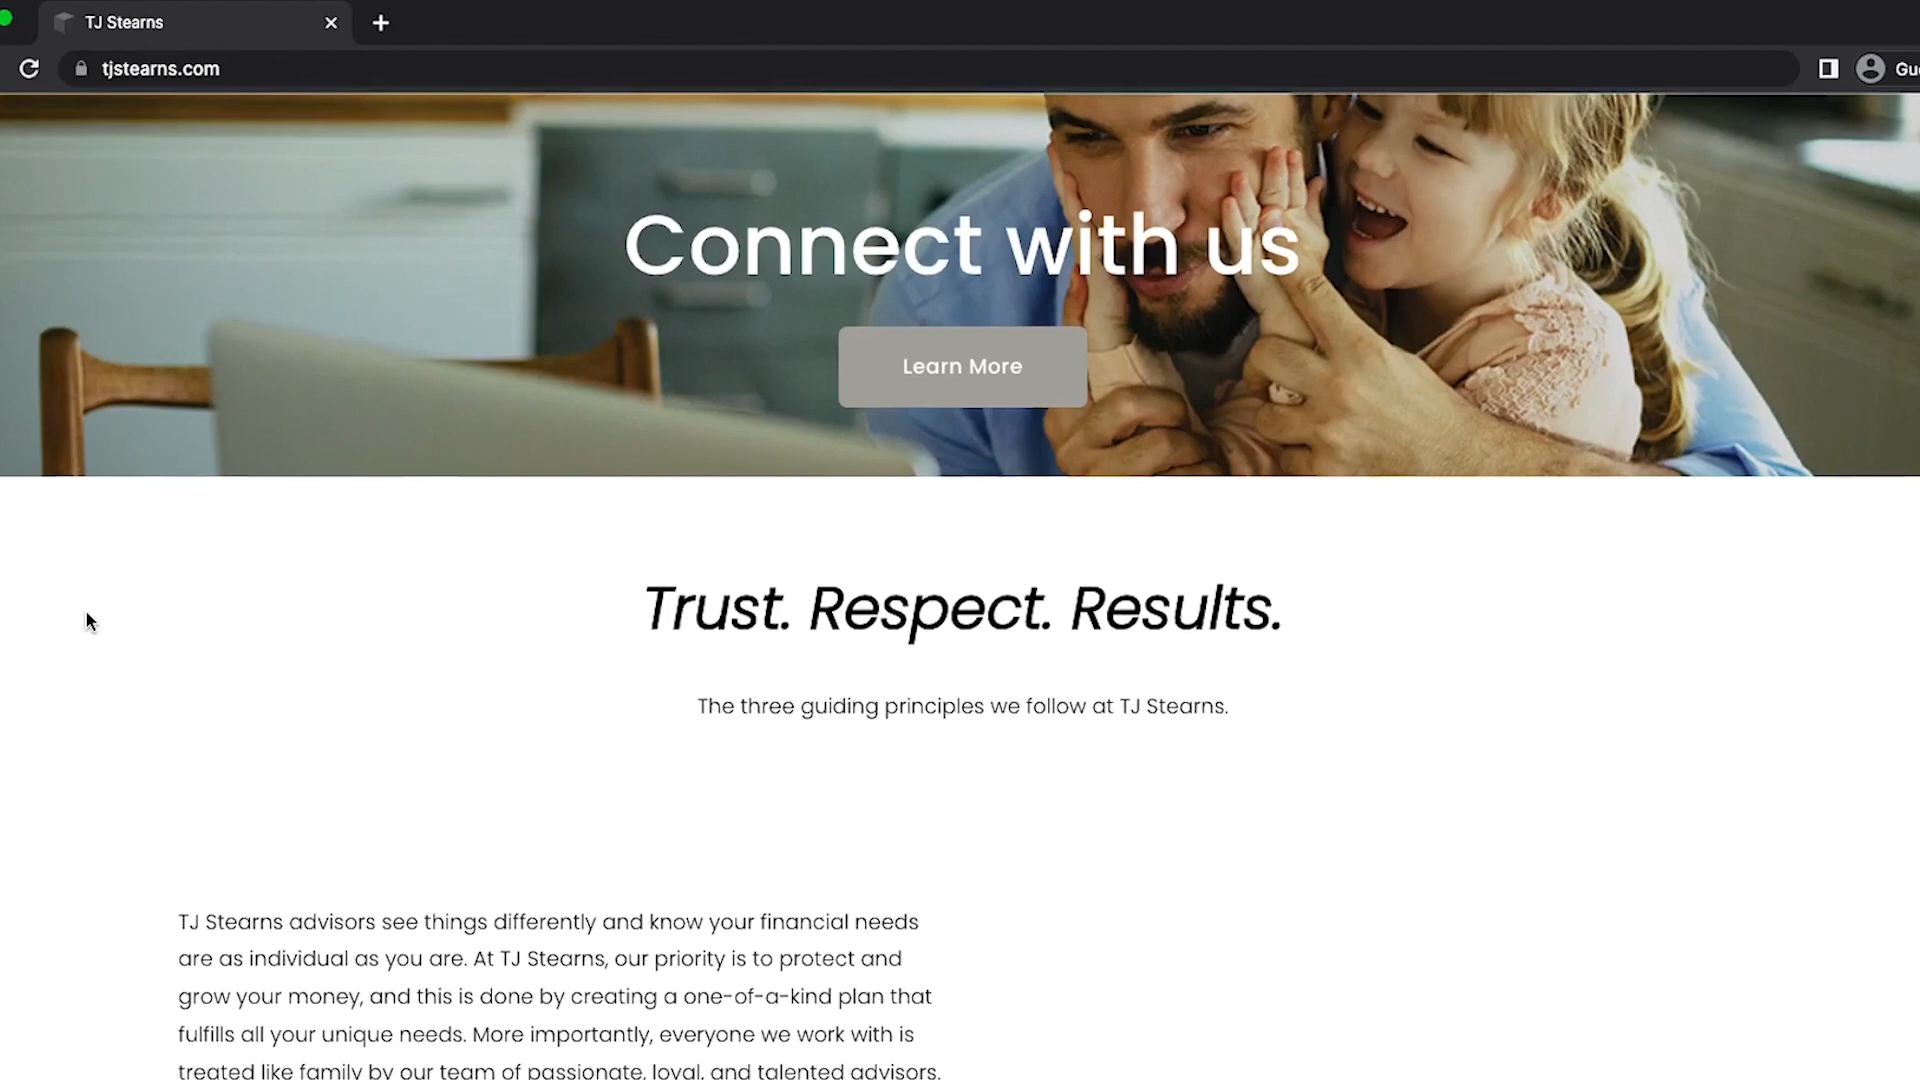 TJ Stearns
tjstearns.com
Connect with us
Learn More
Trust. Respect. Results.
The three guiding principles we follow at TJ Stearns.
TJ Stearns advisors see things differently and know your financial needs
are as individual as you are. At TJ Stearns, our priority is to protect and
grow your money, and this is done by creating a one-of-a-kind plan that
fulfills all your unique needs. More importantly, everyone we work with is
treated like family by our team of passionate, loyal, and talented advisors.